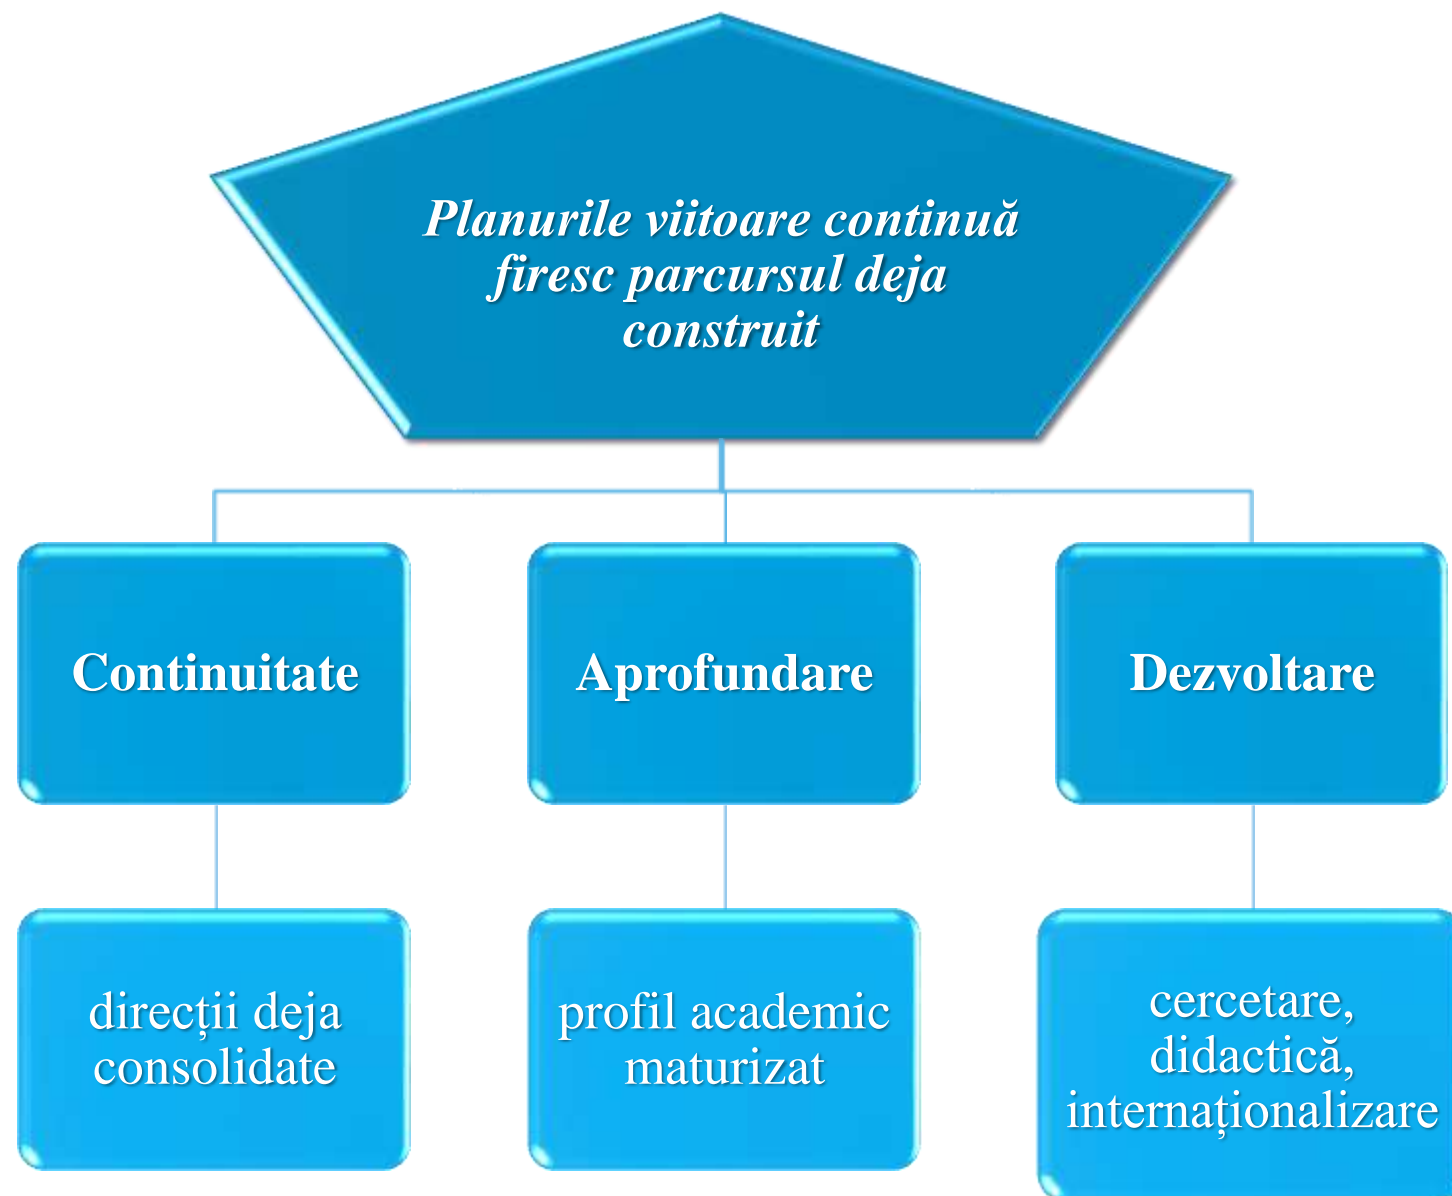 Planurile viitoare continuă
firesc parcursul deja
construit
Continuitate
Aprofundare
Dezvoltare
direcții deja
consolidate
profil academic
maturizat
cercetare,
didactică,
internaționalizare